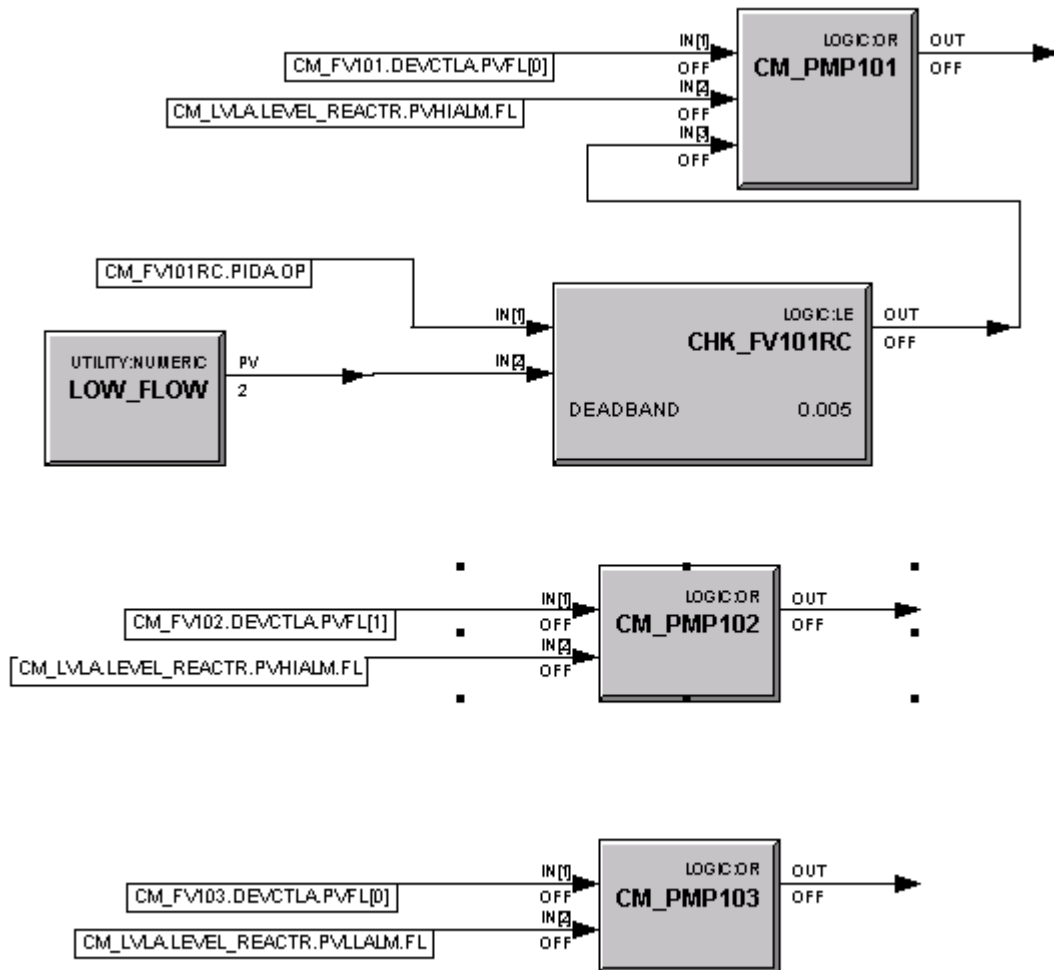 IN[1] LOGIC:OR OUT
CM_FV101.DEVCTLA.PVFL[0] OFF CM_PMP101 OFF
IN[2]
CM_LVLA.LEVEL_REACTR.PVHIALM.FL OFF
IN[3]
OFF
CM_FV101RC.PIDA.OP
IN[1] LOGIC:LE OUT
CHK_FV101RC OFF
UTILITY:NUMERIC PV IN[2]
LOW_FLOW 2
DEADBAND 0.005
IN[1] LOGIC:OR OUT
CM_FV102.DEVCTLA.PVFL[1] OFF CM_PMP102 OFF
IN[2]
CM_LVLA.LEVEL_REACTR.PVHIALM.FL OFF
IN[1] LOGIC:OR OUT
CM_FV103.DEVCTLA.PVFL[0] OFF CM_PMP103 OFF
IN[2]
CM_LVLA.LEVEL_REACTR.PVLLALM.FL OFF